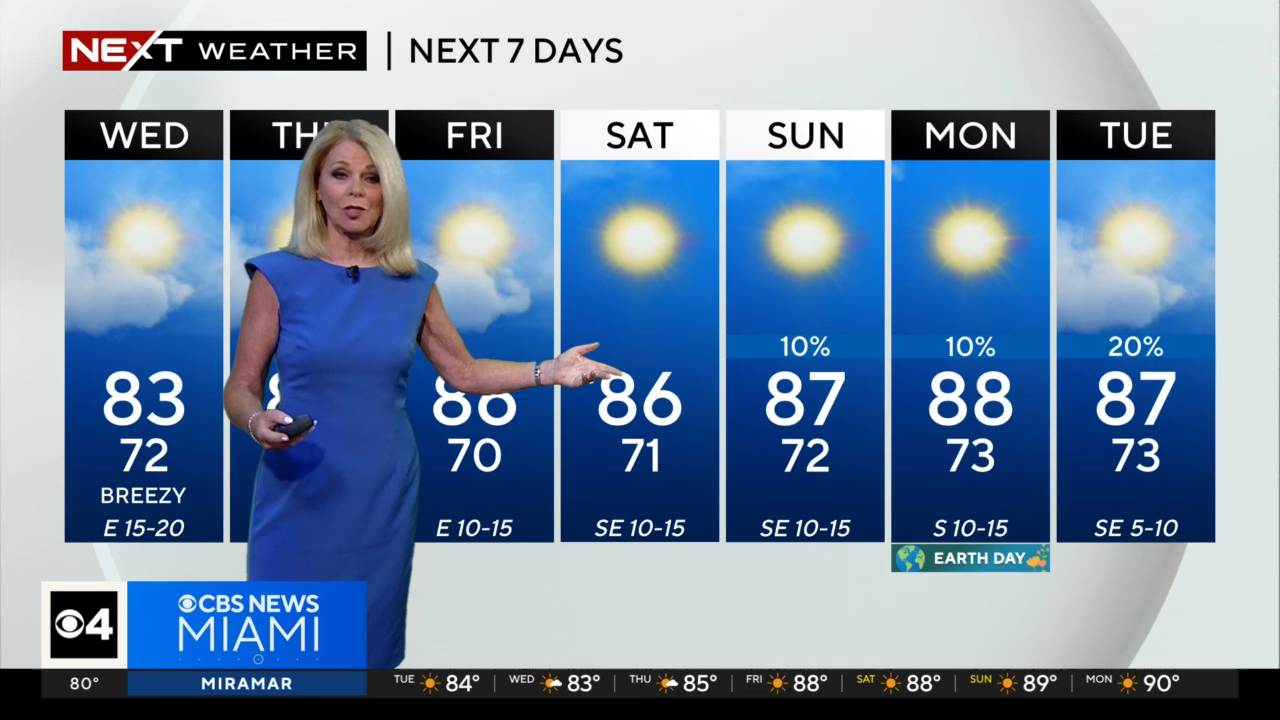 NEXT WEATHER | NEXT 7 DAYS
WED
FRI
SAT
SUN
MON
TUE
10%
10%
20%
83
86
86
87
88
87
72
70
71
72
73
73
BREEZY
E 15-20
E 10-15
SE 10-15
SE 10-15
S 10-15
SE 5-10
EARTH DAY
4
CBS NEWS
MIAMI
80°
MIRAMAR
TUE 84°
WED 83°
THU 85°
FRI 88°
SAT 88°
SUN 89°
MON 90°